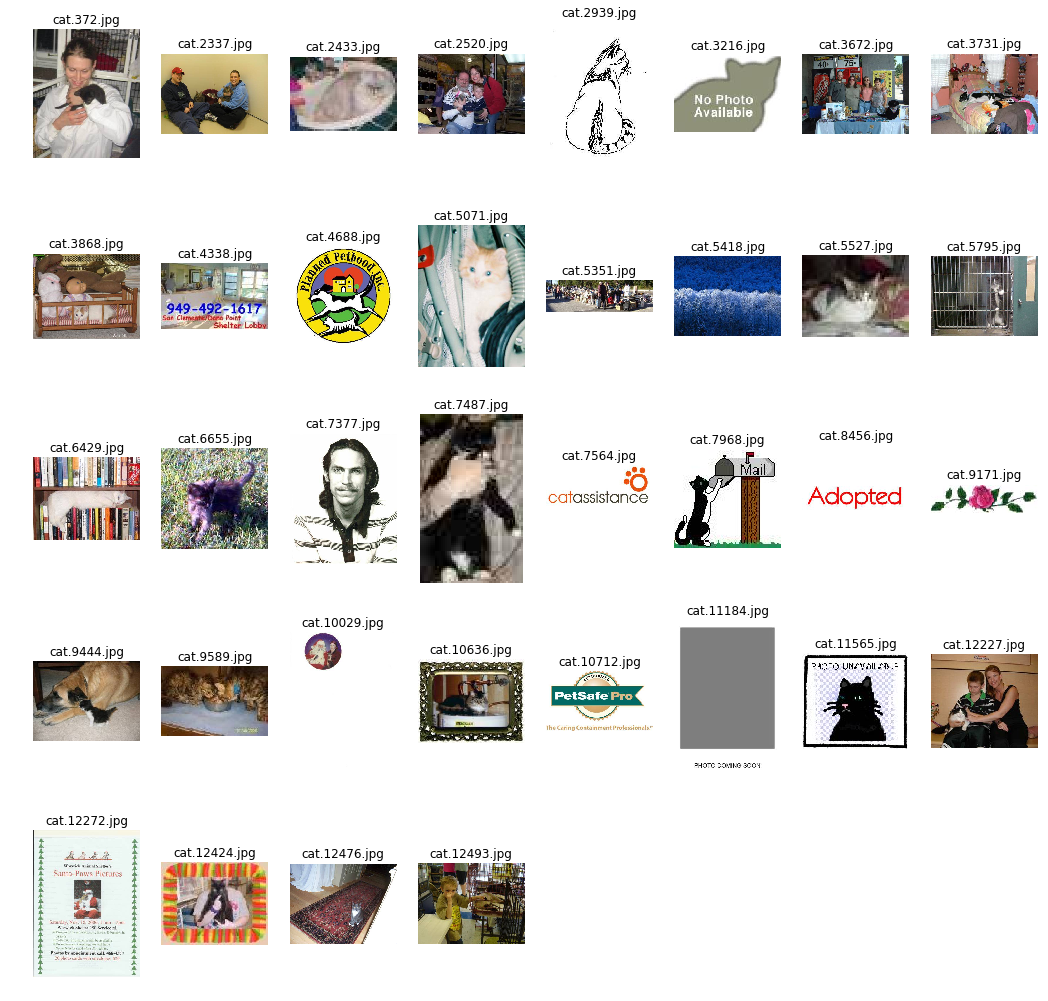 cat.372.jpg
cat.2337.jpg
cat.2433.jpg
cat.2520.jpg
cat.2939.jpg
cat.3216.jpg
cat.3672.jpg
cat.3731.jpg
No Photo
Available
40
75
cat.3868.jpg
cat.4338.jpg
cat.4688.jpg
cat.5071.jpg
cat.5351.jpg
cat.5418.jpg
cat.5527.jpg
cat.5795.jpg
949-492-1617
San Clemente/Dana Point
Shelter Lobby
Planned Pethood, Inc.
cat.6429.jpg
cat.6655.jpg
cat.7377.jpg
cat.7487.jpg
cat.7564.jpg
cat.7968.jpg
cat.8456.jpg
cat.9171.jpg
catassistance
Mail
Adopted
cat.9444.jpg
cat.9589.jpg
cat.10029.jpg
cat.10636.jpg
cat.10712.jpg
cat.11184.jpg
cat.11565.jpg
cat.12227.jpg
PetSafe Pro
The Caring Containment Professionals™
PHOTO COMING SOON
PHOTO UNAVAILABLE
cat.12272.jpg
cat.12424.jpg
cat.12476.jpg
cat.12493.jpg
Santa Paws Pictures